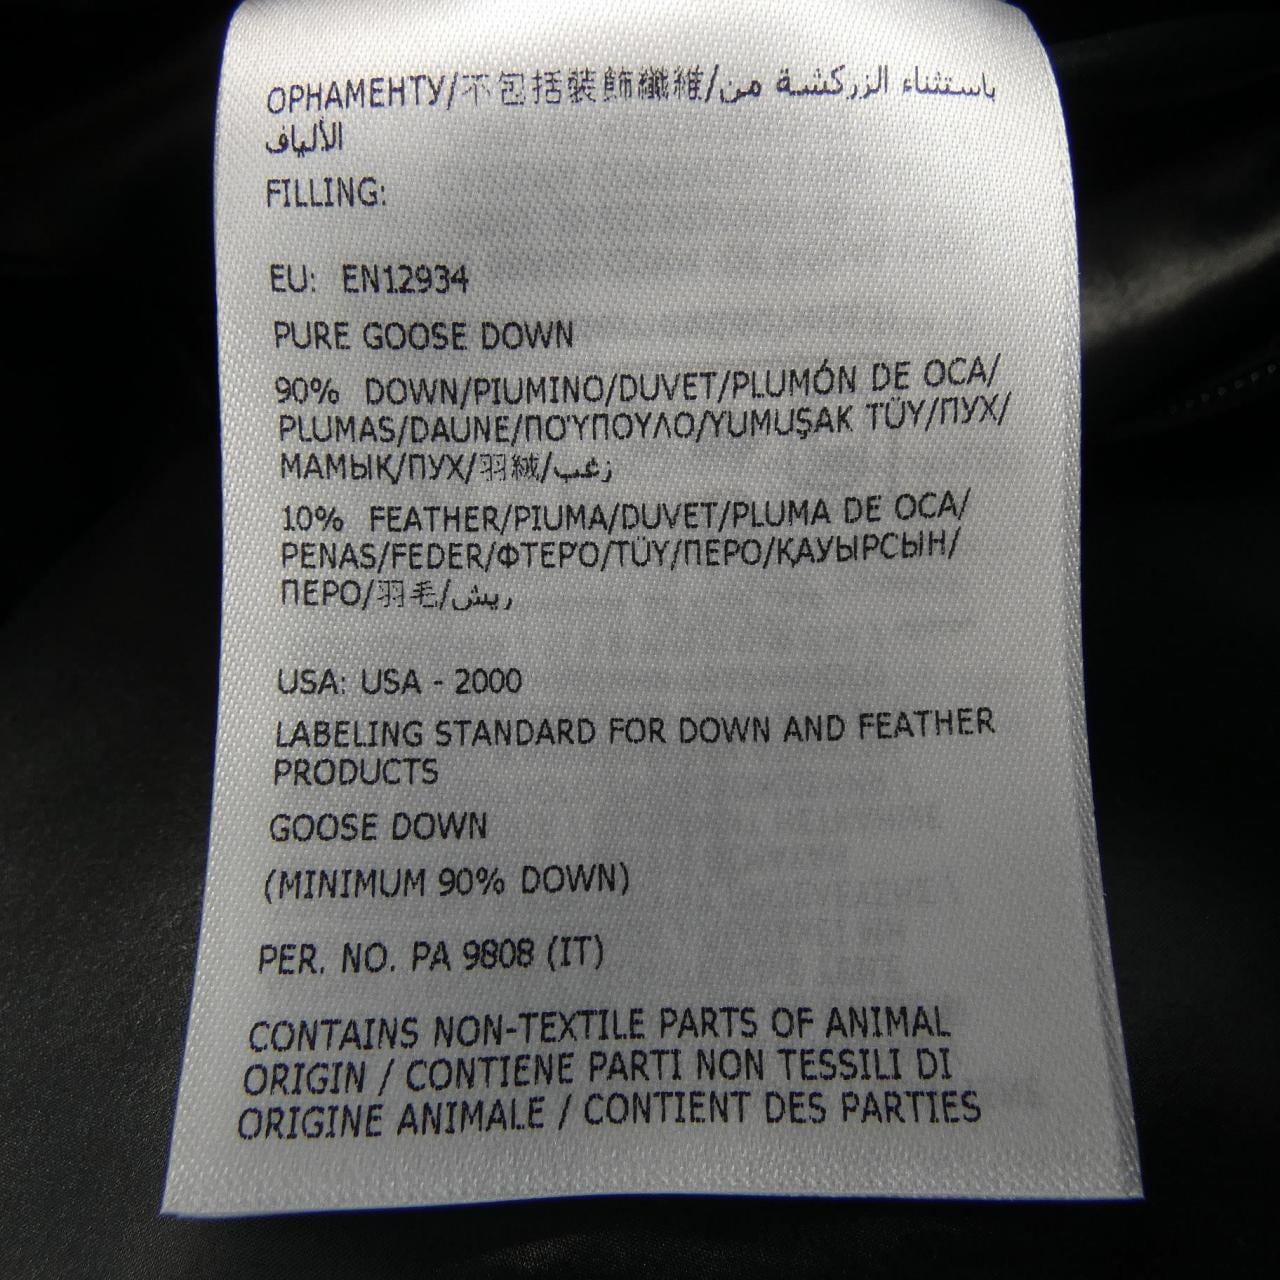 ОРНАМЕНТУ/不包括裝飾纖維/باستثناء الزركشة من
الألياف
FILLING:
EU: EN12934
PURE GOOSE DOWN
90% DOWN/PIUMINO/DUVET/PLUMÓN DE OCA/
PLUMAS/DAUNE/ΠΟΎΠΟΥΛΟ/YUMUŞAK TÜY/ПУХ/
МАМЫҚ/ПУХ/羽絨/زغب
10% FEATHER/PIUMA/DUVET/PLUMA DE OCA/
PENAS/FEDER/ΦΤΕΡΌ/TÜY/ПЕРО/ҚАУЫРСЫН/
ПЕРО/羽毛/ريش
USA: USA - 2000
LABELING STANDARD FOR DOWN AND FEATHER
PRODUCTS
GOOSE DOWN
(MINIMUM 90% DOWN)
PER. NO. PA 9808 (IT)
CONTAINS NON-TEXTILE PARTS OF ANIMAL
ORIGIN / CONTIENE PARTI NON TESSILI DI
ORIGINE ANIMALE / CONTIENT DES PARTIES